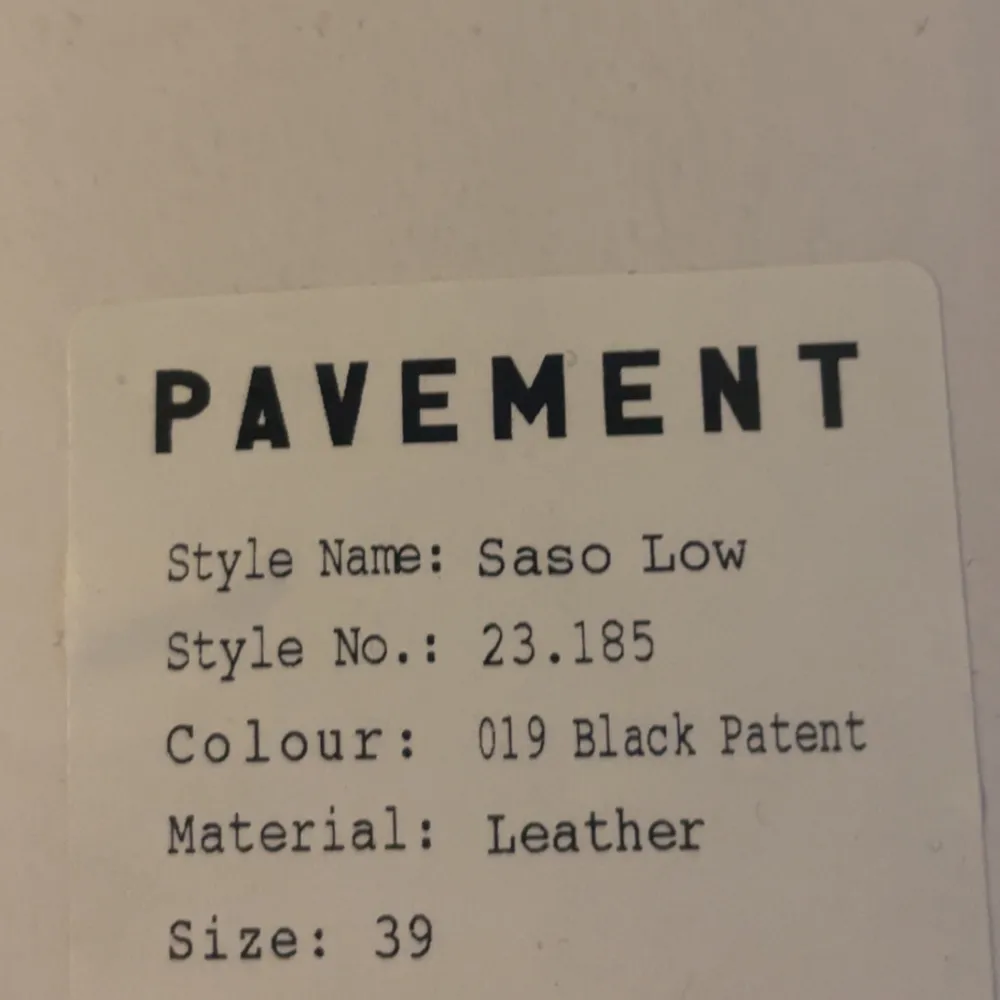 PAVEMENT
Style Name: Saso Low
Style No.: 23.185
Colour: 019 Black Patent
Material: Leather
Size: 39